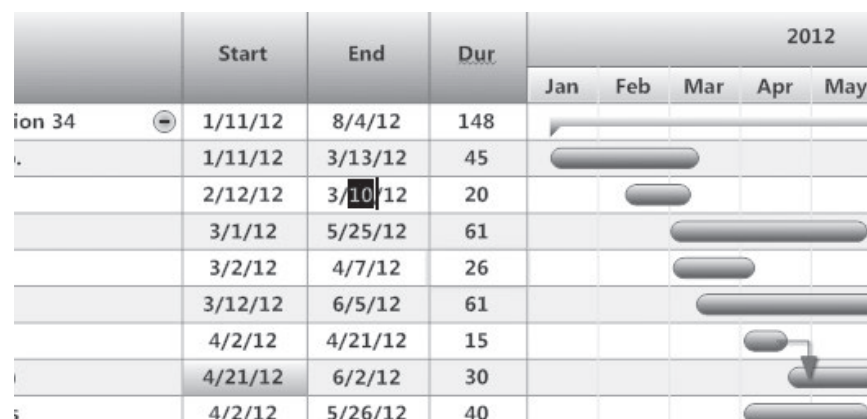 2012
Start End Dur
Jan Feb Mar Apr May
ion 34 1/11/12 8/4/12 148
. 1/11/12 3/13/12 45
2/12/12 3/10/12 20
3/1/12 5/25/12 61
3/2/12 4/7/12 26
3/12/12 6/5/12 61
4/2/12 4/21/12 15
4/21/12 6/2/12 30
s 4/2/12 5/26/12 40